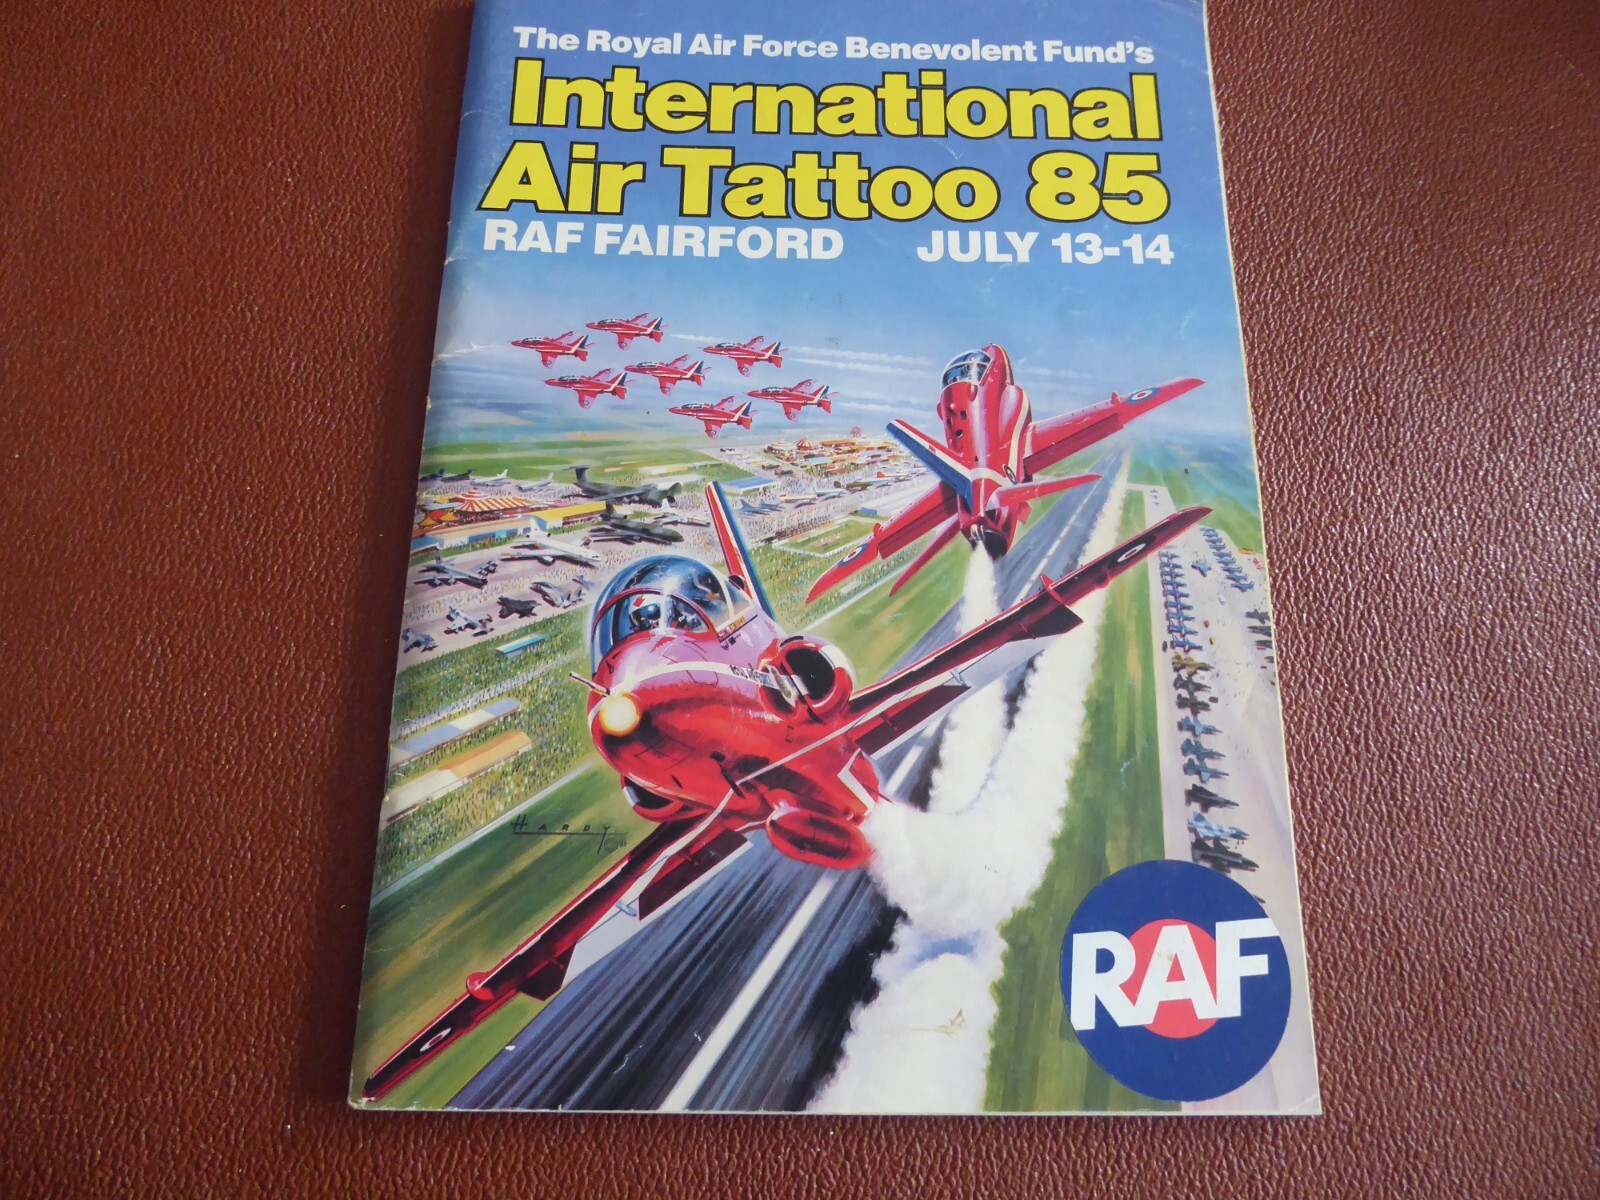 The Royal Air Force Benevolent Fund's
International
Air Tattoo 85
RAF FAIRFORD JULY 13-14
HARDY
RAF